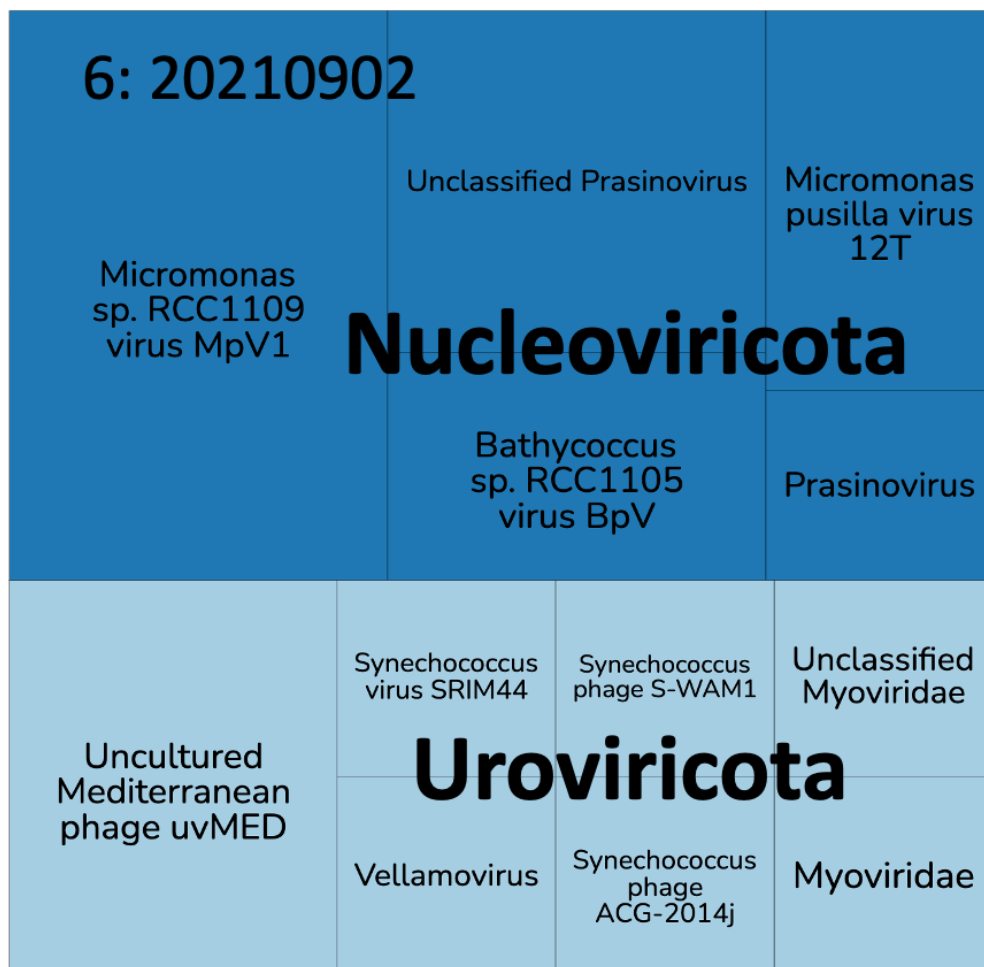 6: 20210902
Unclassified Prasinovirus
Micromonas
pusilla virus
12T
Micromonas
sp. RCC1109
virus MpV1
Nucleoviricota
Bathycoccus
sp. RCC1105
virus BpV
Prasinovirus
Uncultured
Mediterranean
phage uvMED
Synechococcus
virus SRIM44
Synechococcus
phage S-WAM1
Unclassified
Myoviridae
Uroviricota
Vellamovirus
Synechococcus
phage
ACG-2014j
Myoviridae